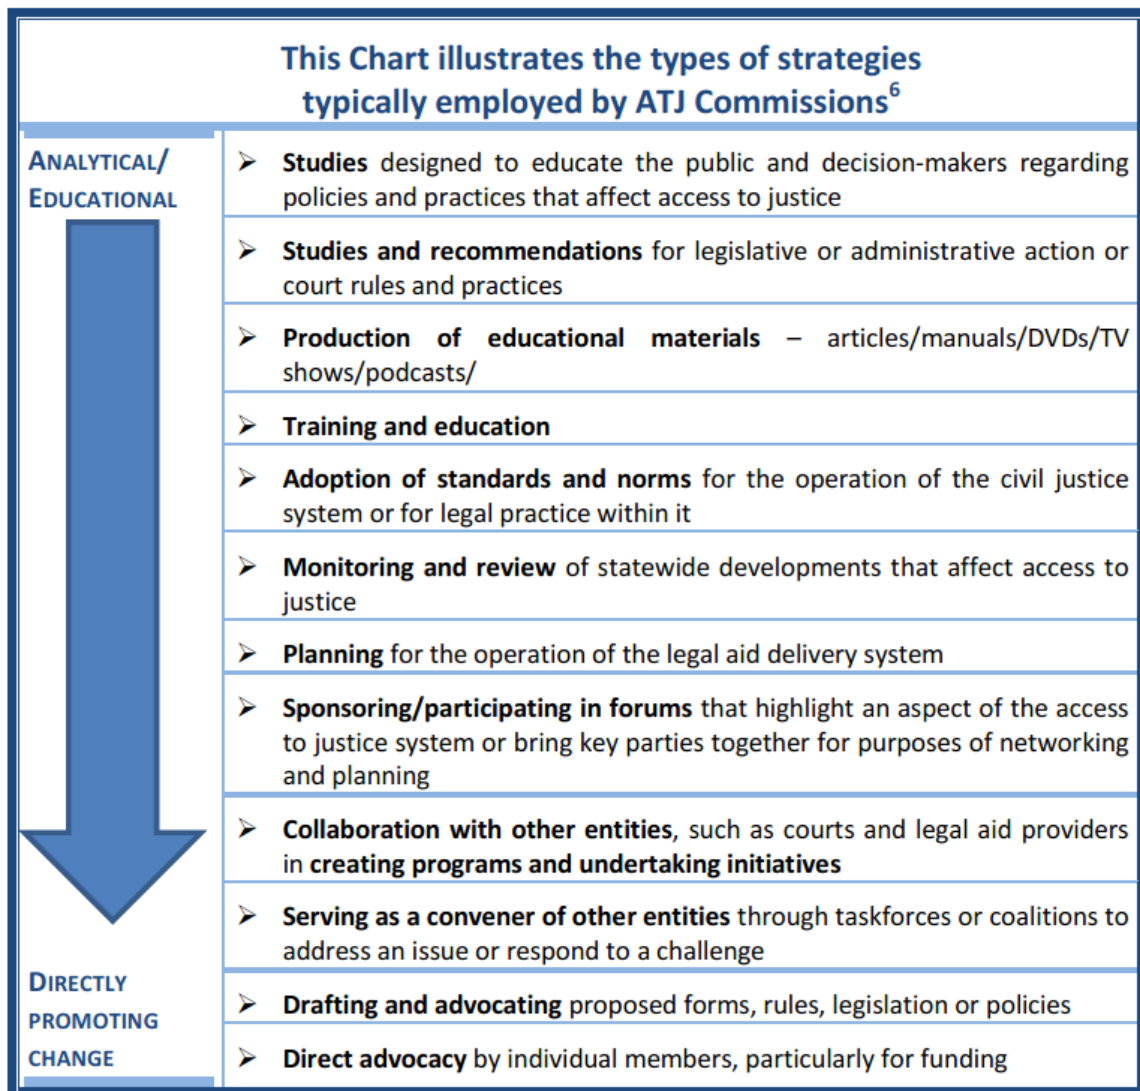 This Chart illustrates the types of strategies
typically employed by ATJ Commissions6
ANALYTICAL/
EDUCATIONAL
➢ Studies designed to educate the public and decision-makers regarding
policies and practices that affect access to justice
➢ Studies and recommendations for legislative or administrative action or
court rules and practices
➢ Production of educational materials – articles/manuals/DVDs/TV
shows/podcasts/
➢ Training and education
➢ Adoption of standards and norms for the operation of the civil justice
system or for legal practice within it
➢ Monitoring and review of statewide developments that affect access to
justice
➢ Planning for the operation of the legal aid delivery system
➢ Sponsoring/participating in forums that highlight an aspect of the access
to justice system or bring key parties together for purposes of networking
and planning
➢ Collaboration with other entities, such as courts and legal aid providers
in creating programs and undertaking initiatives
➢ Serving as a convener of other entities through taskforces or coalitions to
address an issue or respond to a challenge
DIRECTLY
PROMOTING
CHANGE
➢ Drafting and advocating proposed forms, rules, legislation or policies
➢ Direct advocacy by individual members, particularly for funding